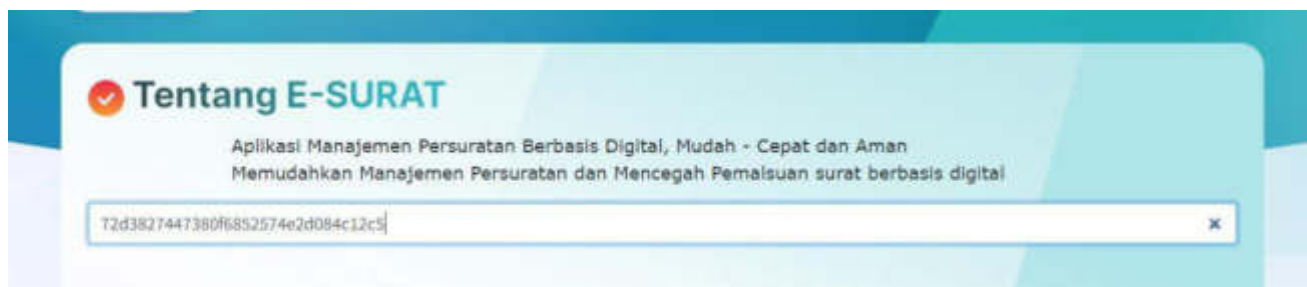 Tentang E-SURAT
Aplikasi Manajemen Persuratan Berbasis Digital, Mudah - Cepat dan Aman
Memudahkan Manajemen Persuratan dan Mencegah Pemalsuan surat berbasis digital
72d3827447380f6852574e2d084c12c5